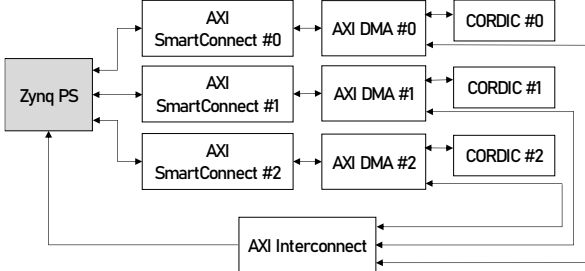 AXI
SmartConnect #0
AXI DMA #0
CORDIC #0
Zynq PS
AXI
SmartConnect #1
AXI DMA #1
CORDIC #1
AXI
SmartConnect #2
AXI DMA #2
CORDIC #2
AXI Interconnect